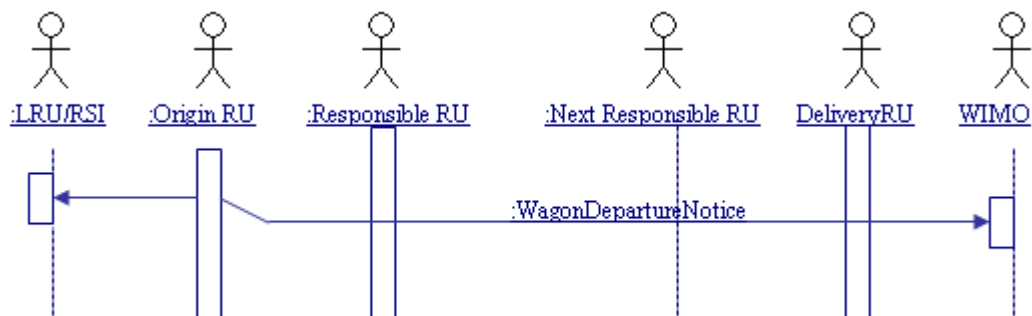 :LRU/RSI :Origin RU :Responsible RU :Next Responsible RU DeliveryRU WIMO
:WagonDepartureNotice